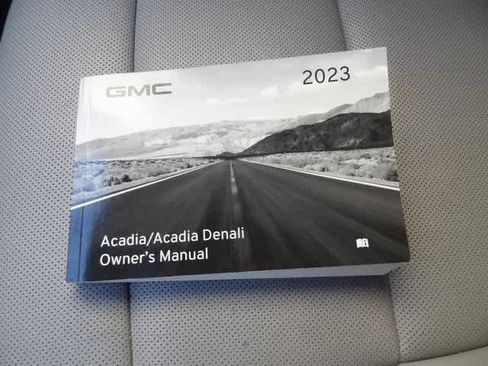 GMC
2023
Acadia/Acadia Denali
Owner's Manual